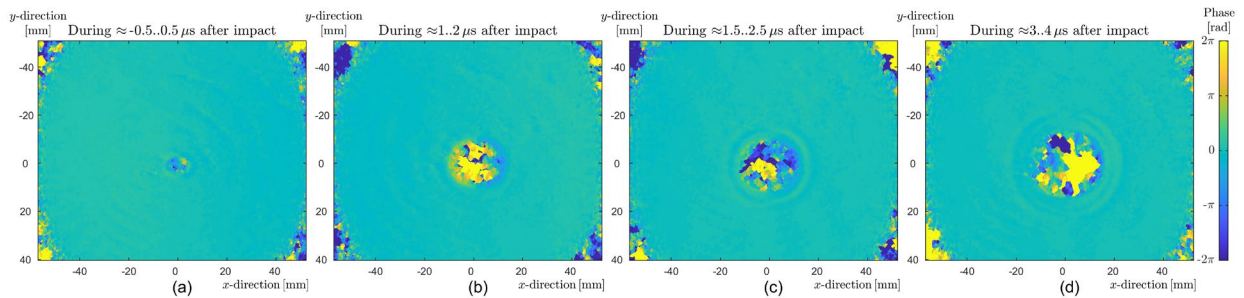 y-direction
[mm]
During ≈-0.5..0.5 μs after impact
-40
-20
0
20
40
-40
-20
0
20
40
x-direction [mm]
(a)
y-direction
[mm]
During ≈1..2 μs after impact
-40
-20
0
20
40
-40
-20
0
20
40
x-direction [mm]
(b)
y-direction
[mm]
During ≈1.5..2.5 μs after impact
-40
-20
0
20
40
-40
-20
0
20
40
x-direction [mm]
(c)
y-direction
[mm]
During ≈3..4 μs after impact
-40
-20
0
20
40
-40
-20
0
20
40
x-direction [mm]
(d)
Phase
[rad]
2π
π
0
-π
-2π